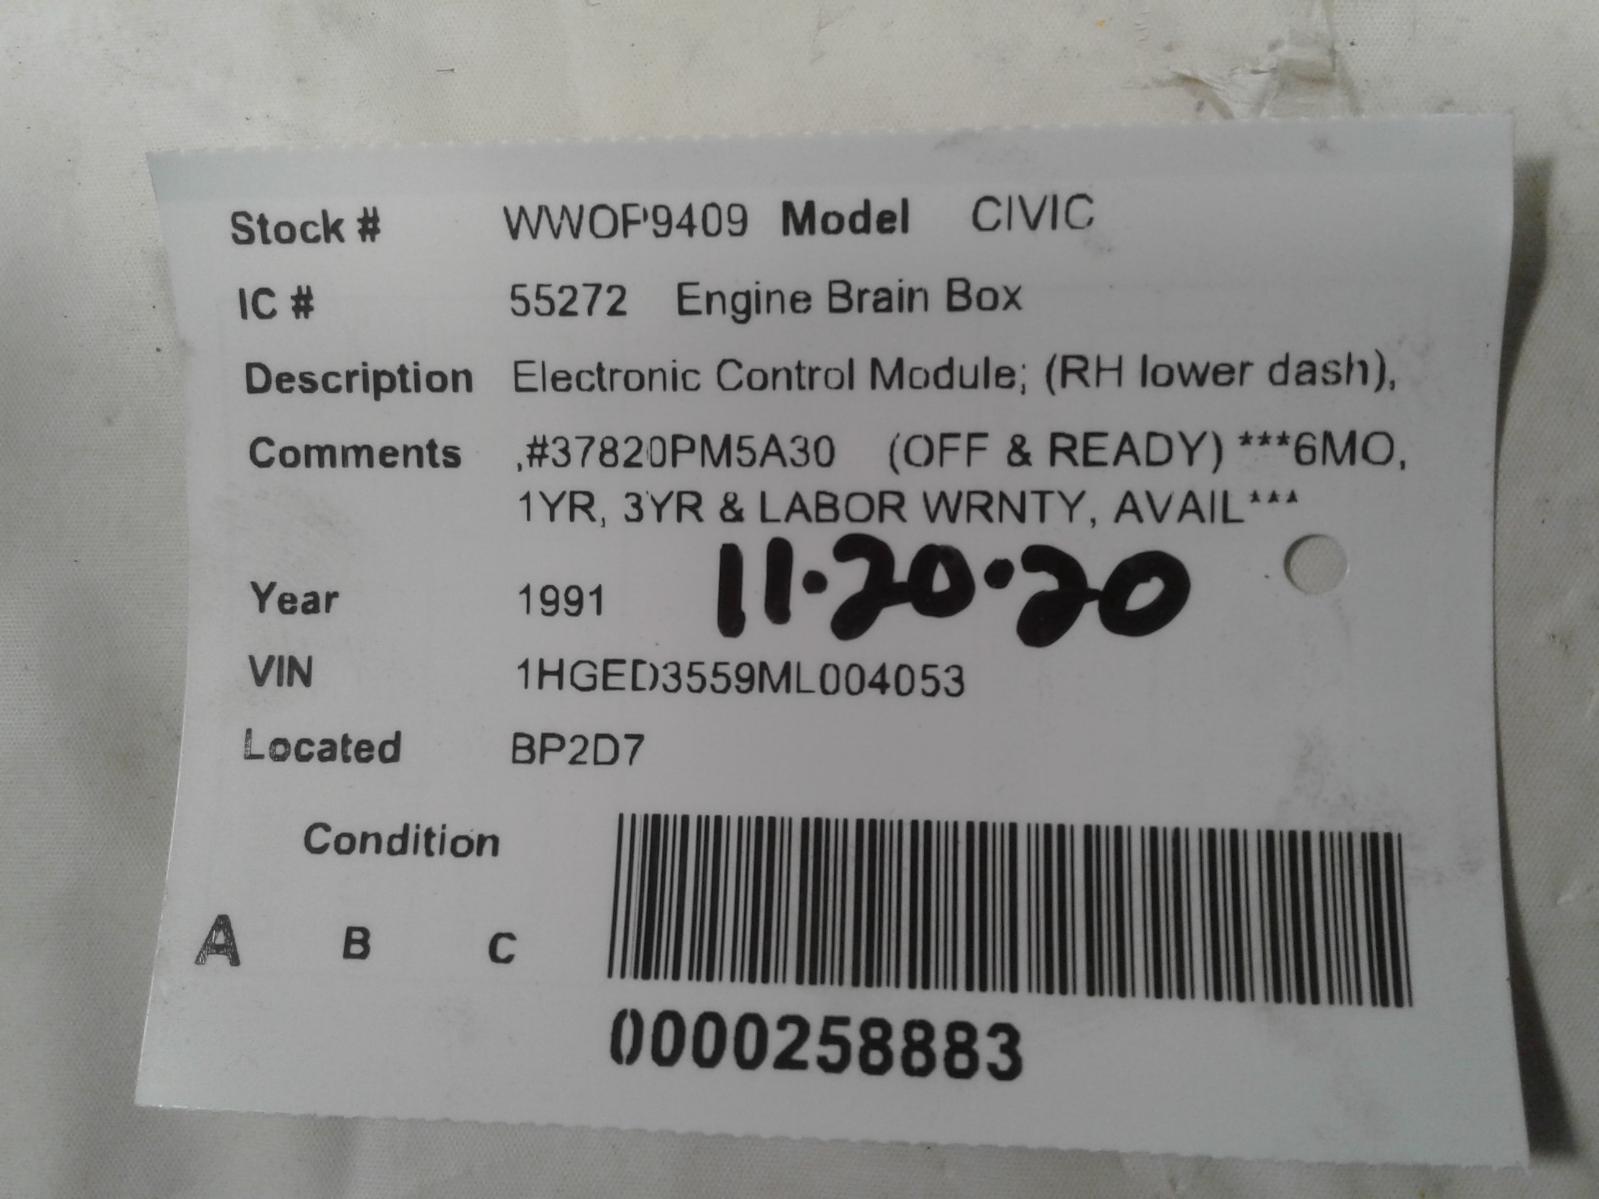 Stock # WWOP9409 Model CIVIC
IC # 55272 Engine Brain Box
Description Electronic Control Module; (RH lower dash),
Comments ,#37820PM5A30 (OFF & READY) ***6MO,
1YR, 3YR & LABOR WRNTY, AVAIL***
11·20·20
Year 1991
VIN 1HGED3559ML004053
Located BP2D7
Condition
A B C
0000258883